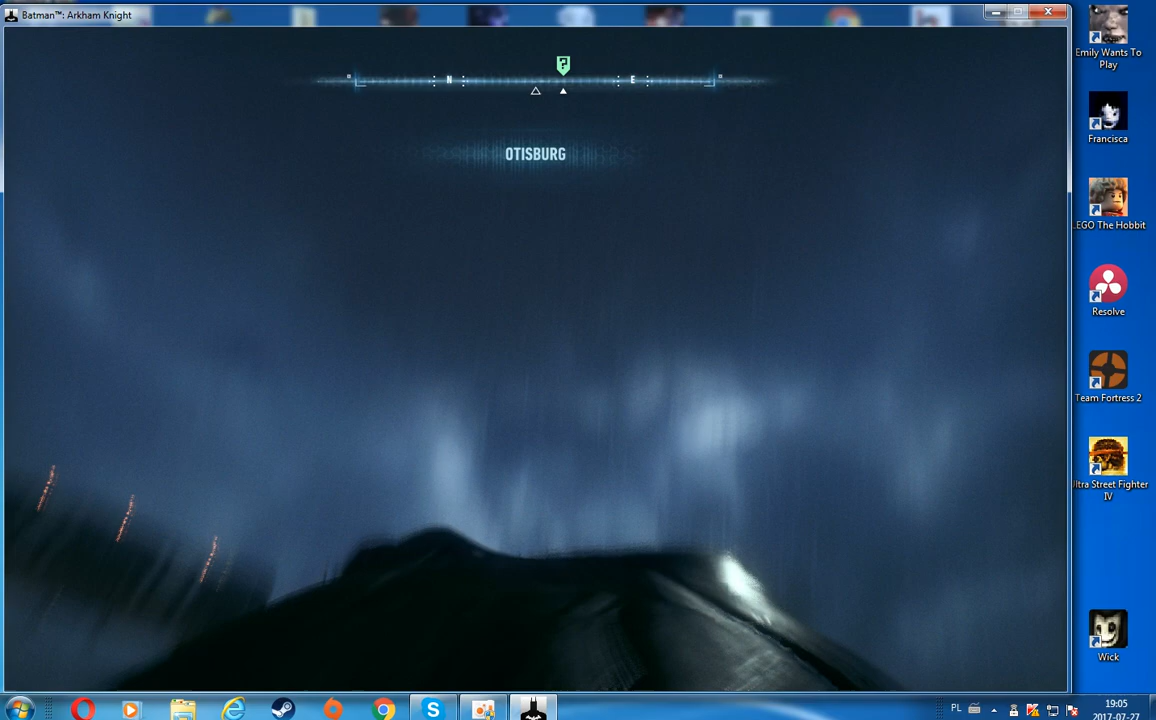 Batman™: Arkham Knight
N
E
OTISBURG
Emily Wants To
Play
Francisca
LEGO The Hobbit
Resolve
Team Fortress 2
Ultra Street Fighter
IV
Wick
PL
19:05
2017-07-27